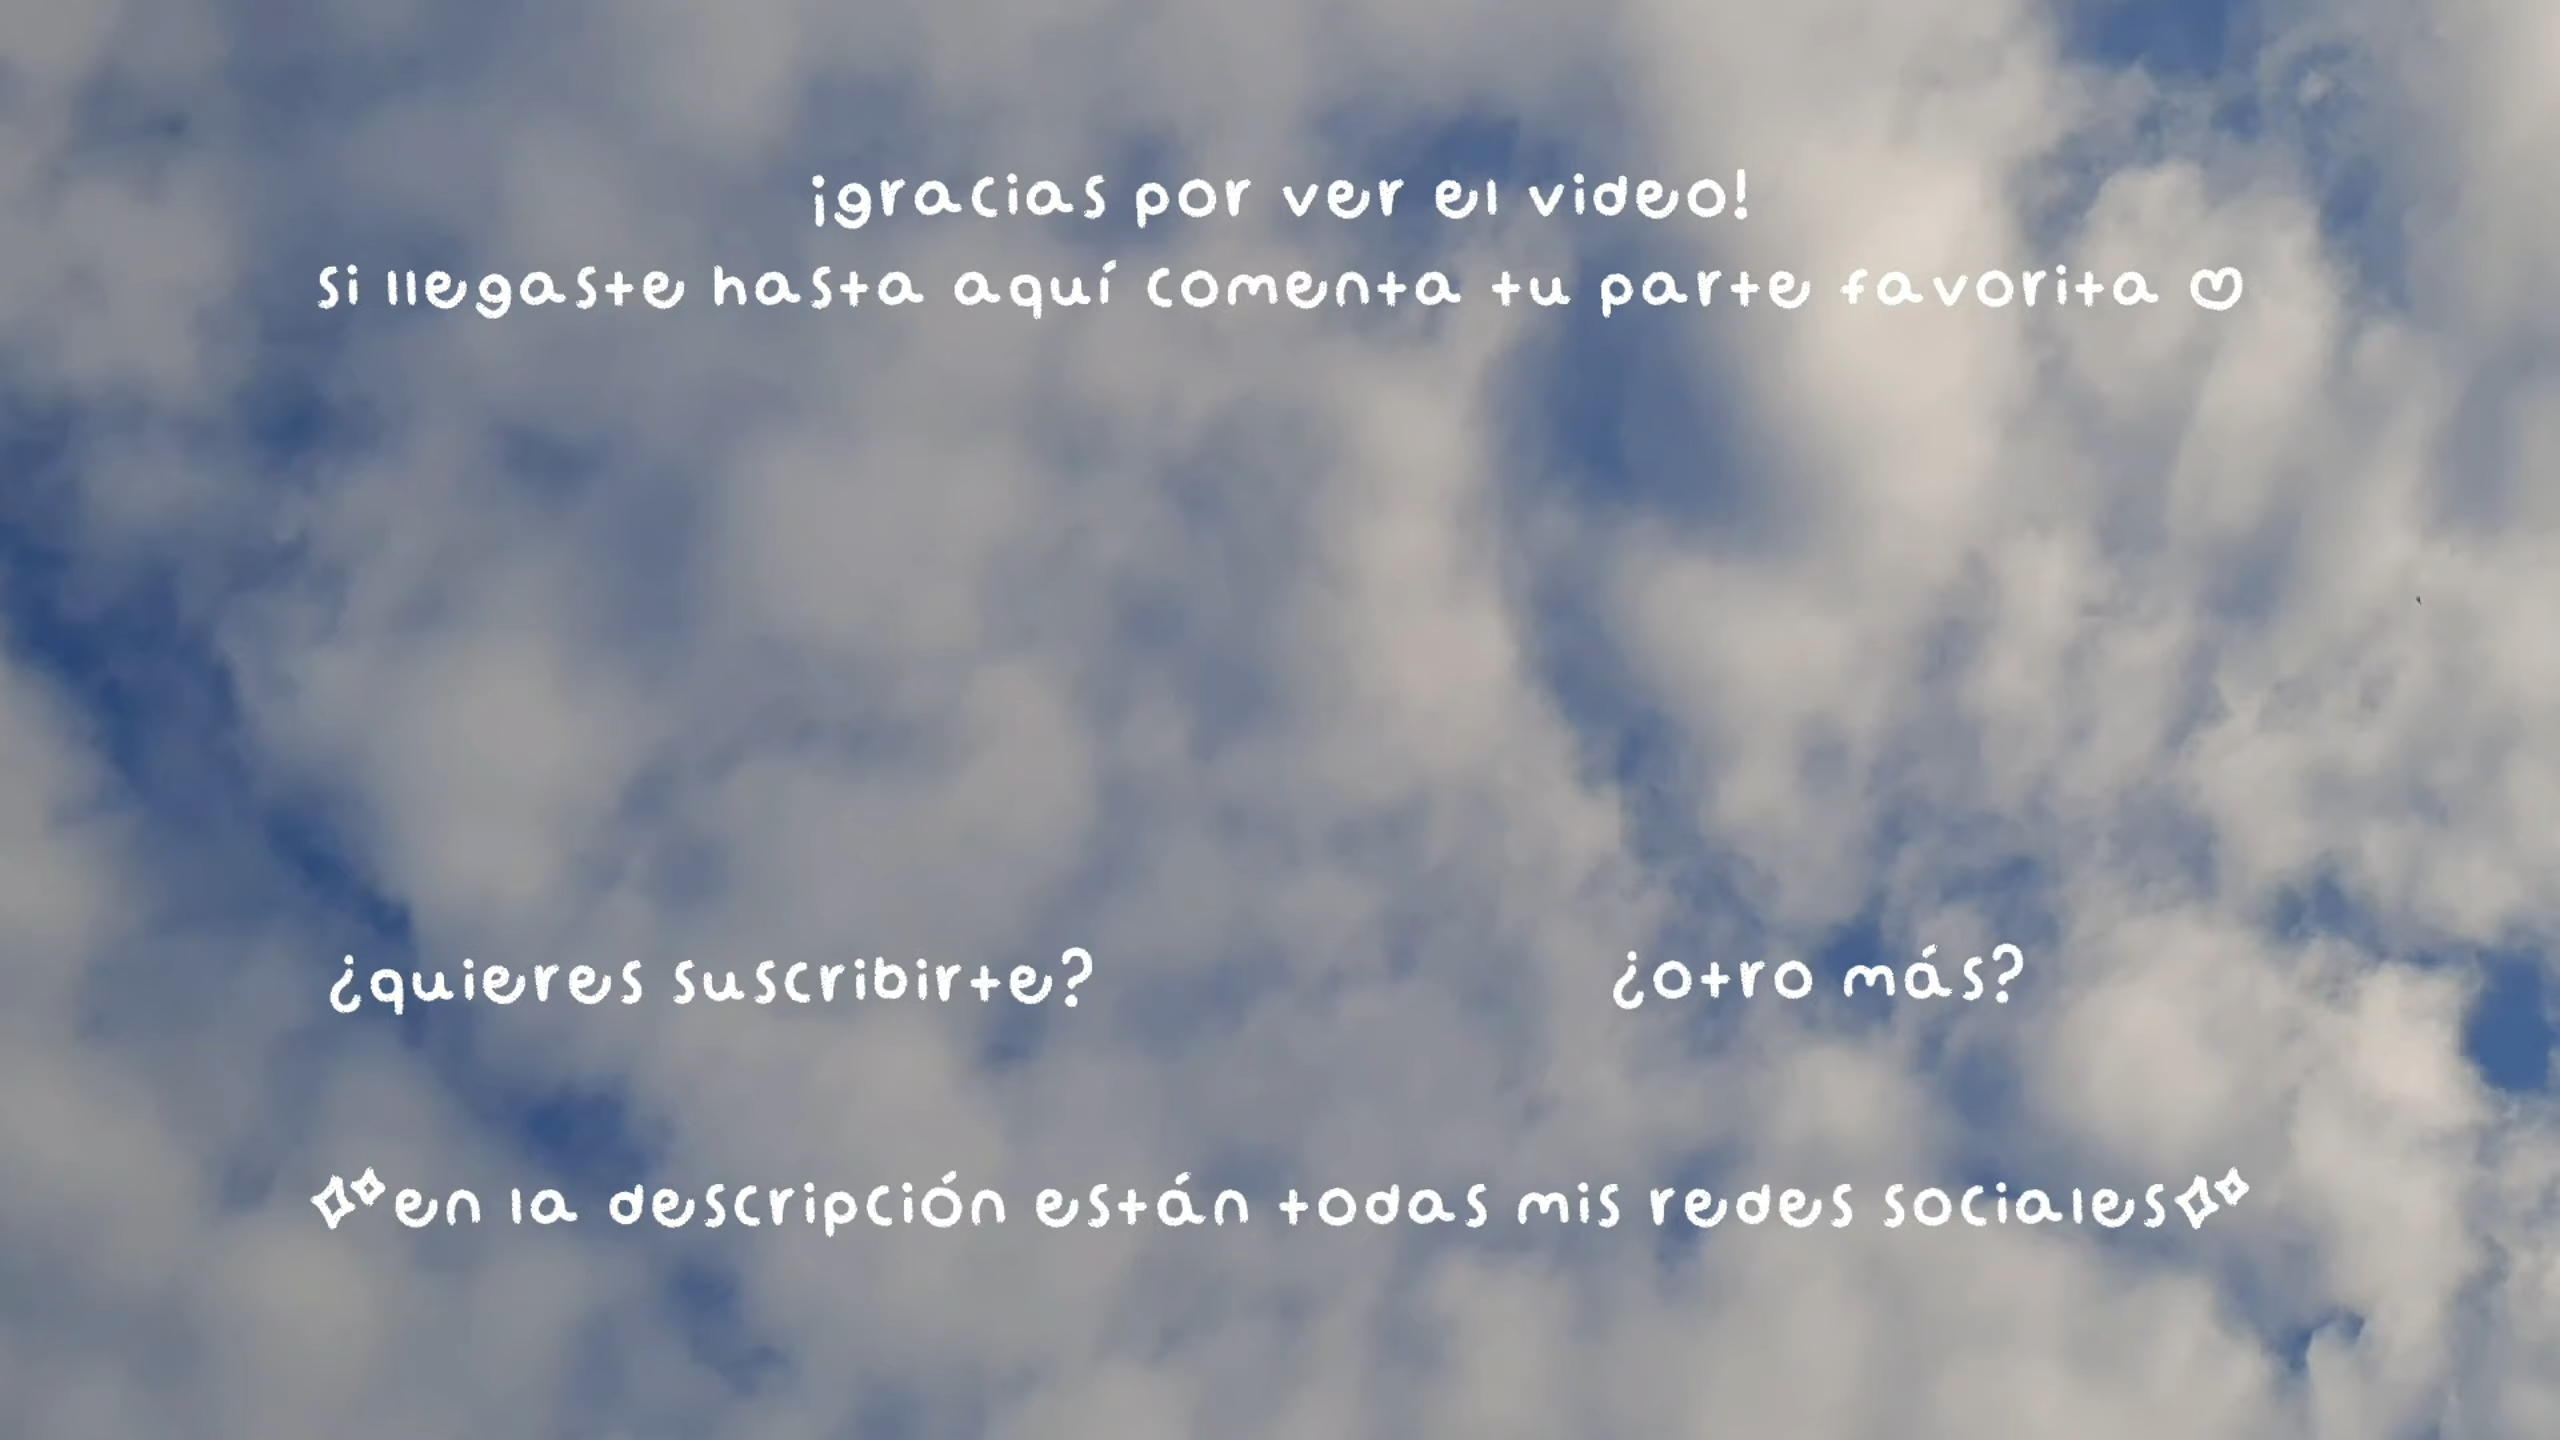 ¡gracias por ver el video!
si llegaste hasta aquí comenta tu parte favorita ♡
¿quieres suscribirte?
¿otro más?
✨en la descripción están todas mis redes sociales✨